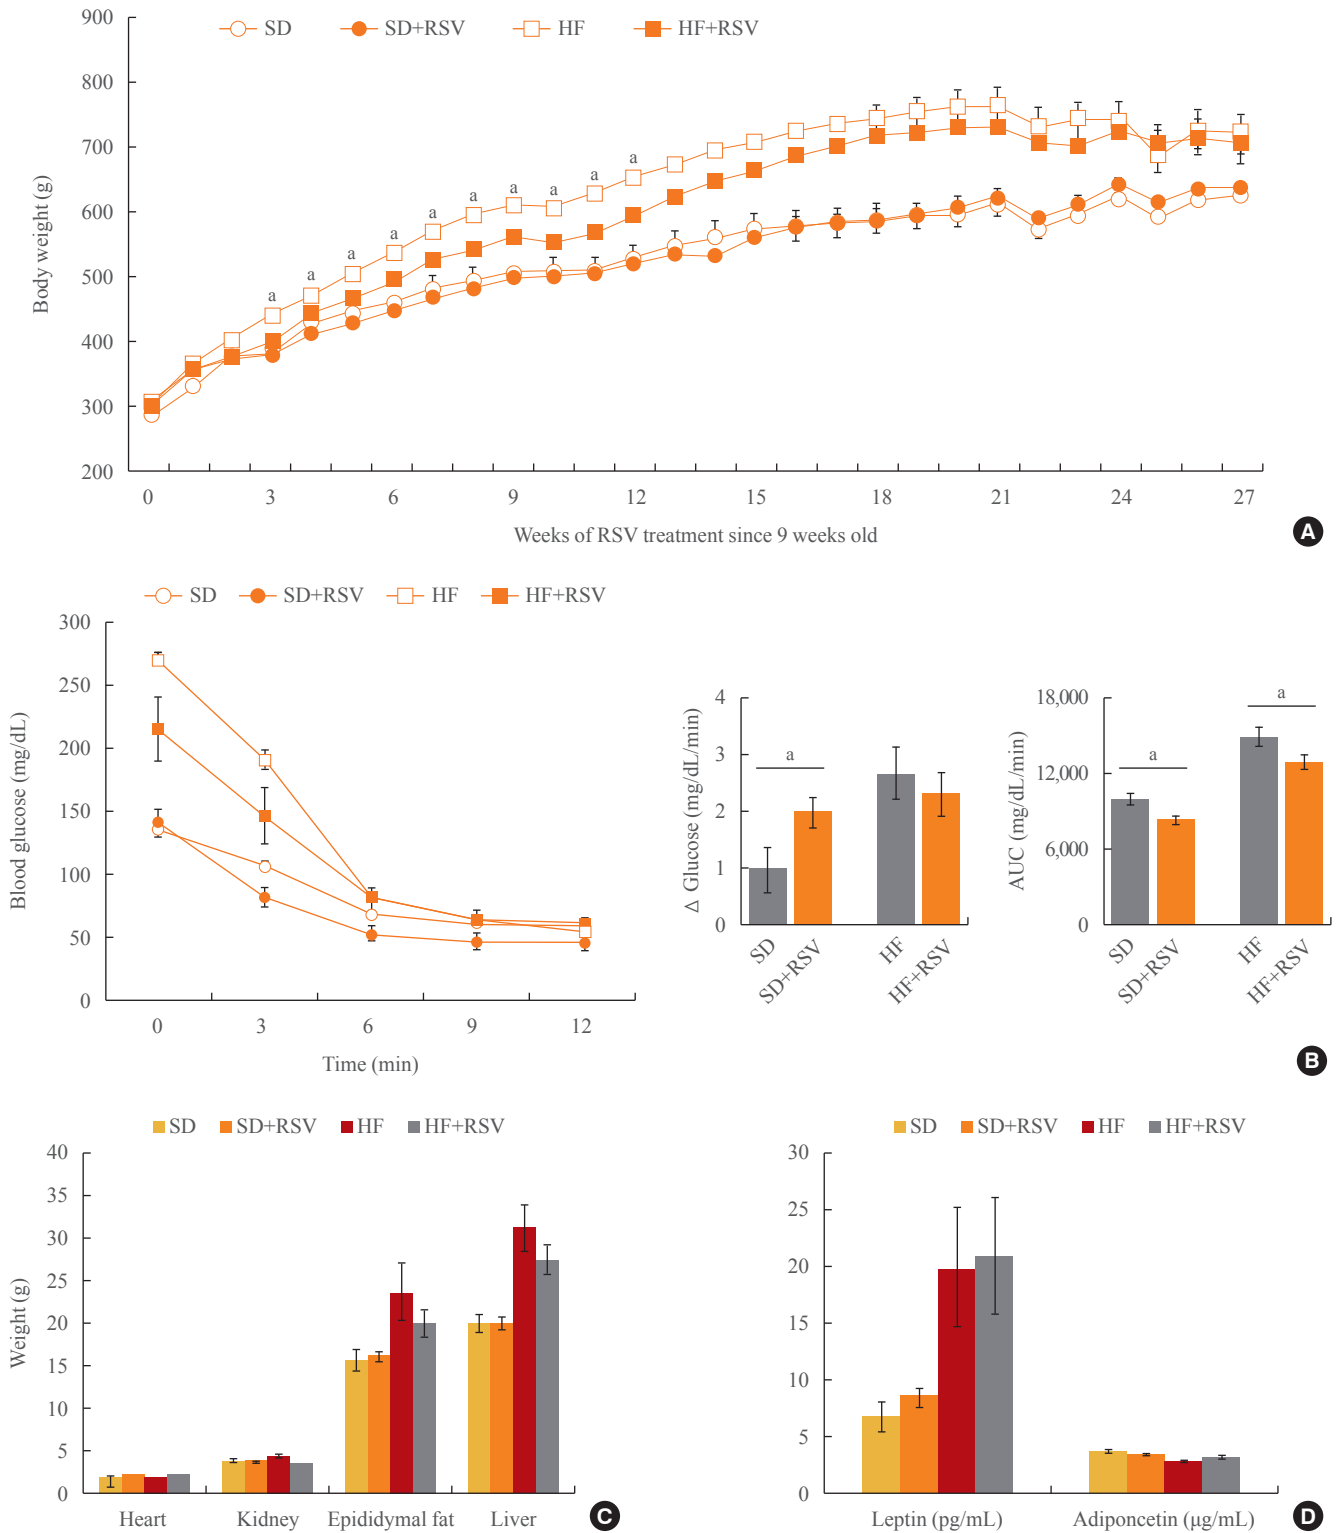 900
800
700
600
500
400
300
200
Body weight (g)
SD
SD+RSV
HF
HF+RSV
a a a a a a a a a a
0 3 6 9 12 15 18 21 24 27
Weeks of RSV treatment since 9 weeks old
A
SD
SD+RSV
HF
HF+RSV
300
250
200
150
100
50
0
Blood glucose (mg/dL)
0 3 6 9 12
Time (min)
4
3
2
1
0
Δ Glucose (mg/dL/min)
a
SD
SD+RSV
HF
HF+RSV
18,000
12,000
6,000
0
AUC (mg/dL/min)
a
a
SD
SD+RSV
HF
HF+RSV
B
SD
SD+RSV
HF
HF+RSV
40
35
30
25
20
15
10
5
0
Weight (g)
Heart Kidney Epididymal fat Liver
C
SD
SD+RSV
HF
HF+RSV
30
25
20
15
10
5
0
Leptin (pg/mL) Adiponcetin (μg/mL)
D